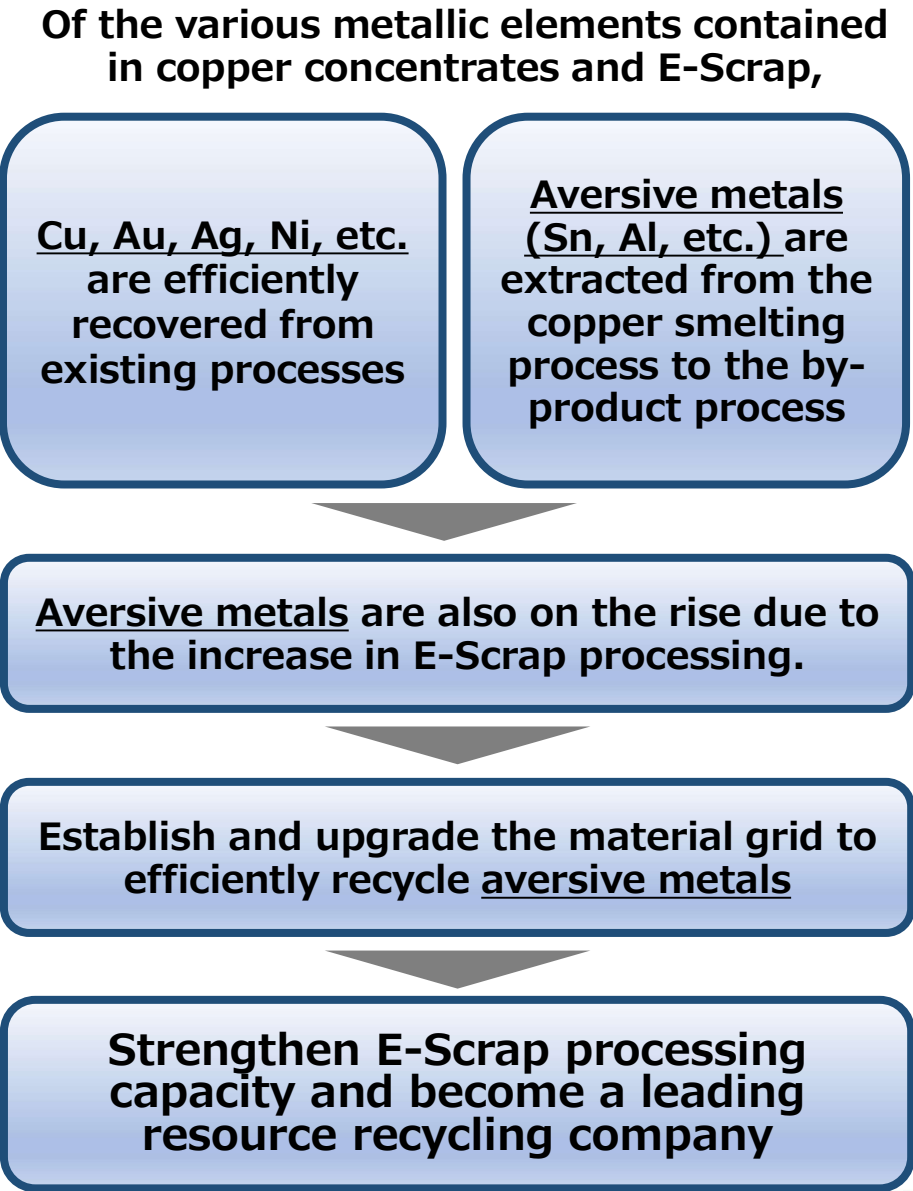 Of the various metallic elements contained
in copper concentrates and E-Scrap,
Cu, Au, Ag, Ni, etc.
are efficiently
recovered from
existing processes
Aversive metals
(Sn, Al, etc.) are
extracted from the
copper smelting
process to the by-
product process
Aversive metals are also on the rise due to
the increase in E-Scrap processing.
Establish and upgrade the material grid to
efficiently recycle aversive metals
Strengthen E-Scrap processing
capacity and become a leading
resource recycling company